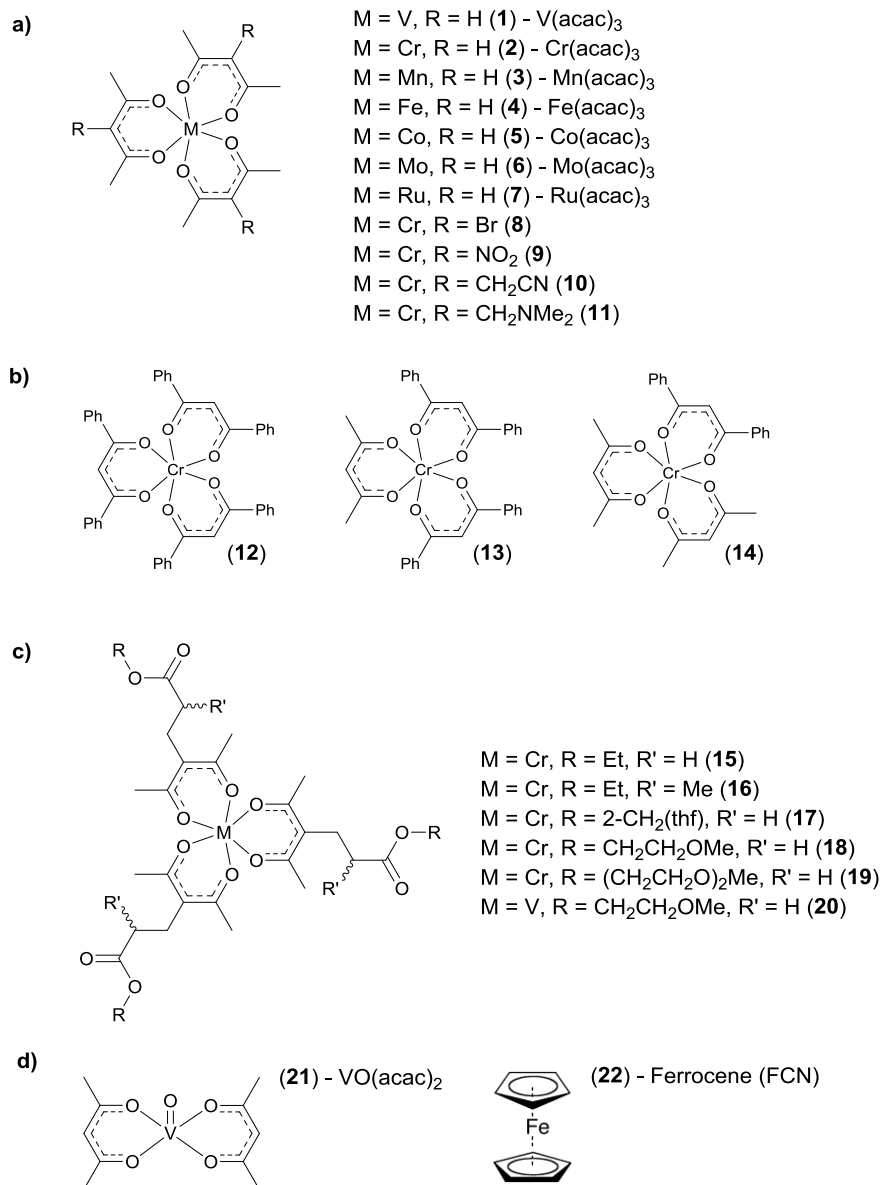 a)
R
O
O
R
O
M
O
O
O
R
M = V, R = H (1) - V(acac)₃
M = Cr, R = H (2) - Cr(acac)₃
M = Mn, R = H (3) - Mn(acac)₃
M = Fe, R = H (4) - Fe(acac)₃
M = Co, R = H (5) - Co(acac)₃
M = Mo, R = H (6) - Mo(acac)₃
M = Ru, R = H (7) - Ru(acac)₃
M = Cr, R = Br (8)
M = Cr, R = NO₂ (9)
M = Cr, R = CH₂CN (10)
M = Cr, R = CH₂NMe₂ (11)
b)
Ph
Ph
Ph
O
O
O
Cr
O
O
O
Ph
Ph
Ph
(12)
Ph
Ph
O
O
O
Cr
O
O
O
Ph
Ph
(13)
Ph
Ph
O
O
O
Cr
O
O
O
(14)
c)
R
O
O
R'
O
O
O
O
M
O
O
R'
O
R
O
R'
O
O
R
M = Cr, R = Et, R' = H (15)
M = Cr, R = Et, R' = Me (16)
M = Cr, R = 2-CH₂(thf), R' = H (17)
M = Cr, R = CH₂CH₂OMe, R' = H (18)
M = Cr, R = (CH₂CH₂O)₂Me, R' = H (19)
M = V, R = CH₂CH₂OMe, R' = H (20)
d)
O
O
O
V
O
O
(21) - VO(acac)₂
Fe
(22) - Ferrocene (FCN)